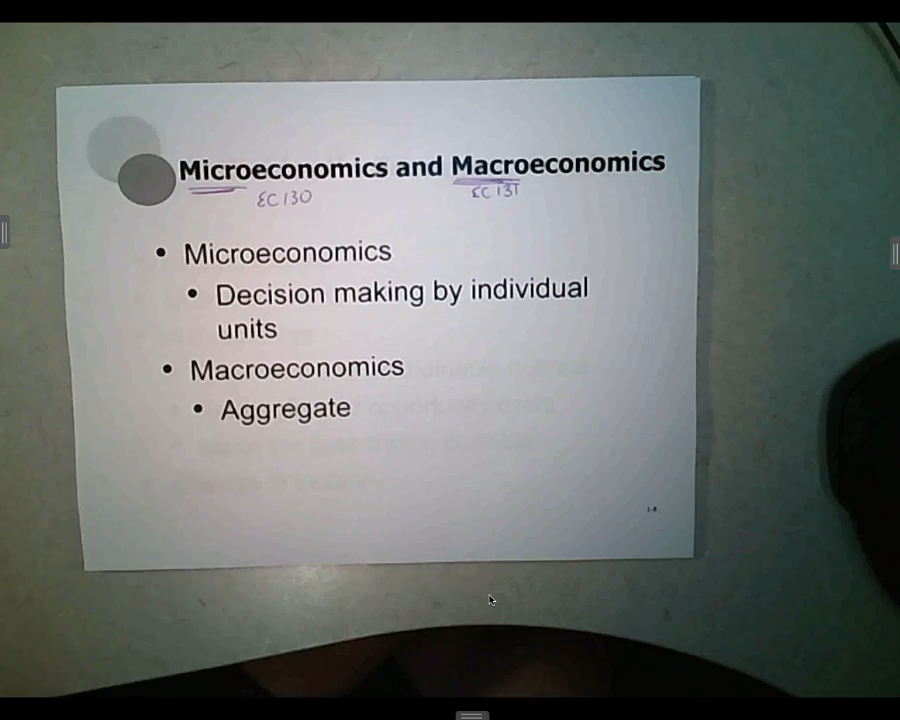 Microeconomics and Macroeconomics
EC 130 EC 131
• Microeconomics
• Decision making by individual
units
• Macroeconomics
• Aggregate